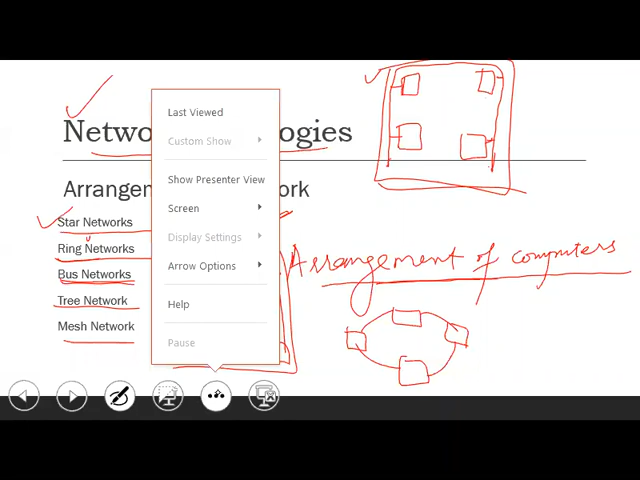 Netwo ogies
Arrangem ork
Star Networks
Ring Networks
Bus Networks
Tree Network
Mesh Network
Last Viewed
Custom Show
Show Presenter View
Screen
Display Settings
Arrow Options
Help
Pause
Arrangement of computers